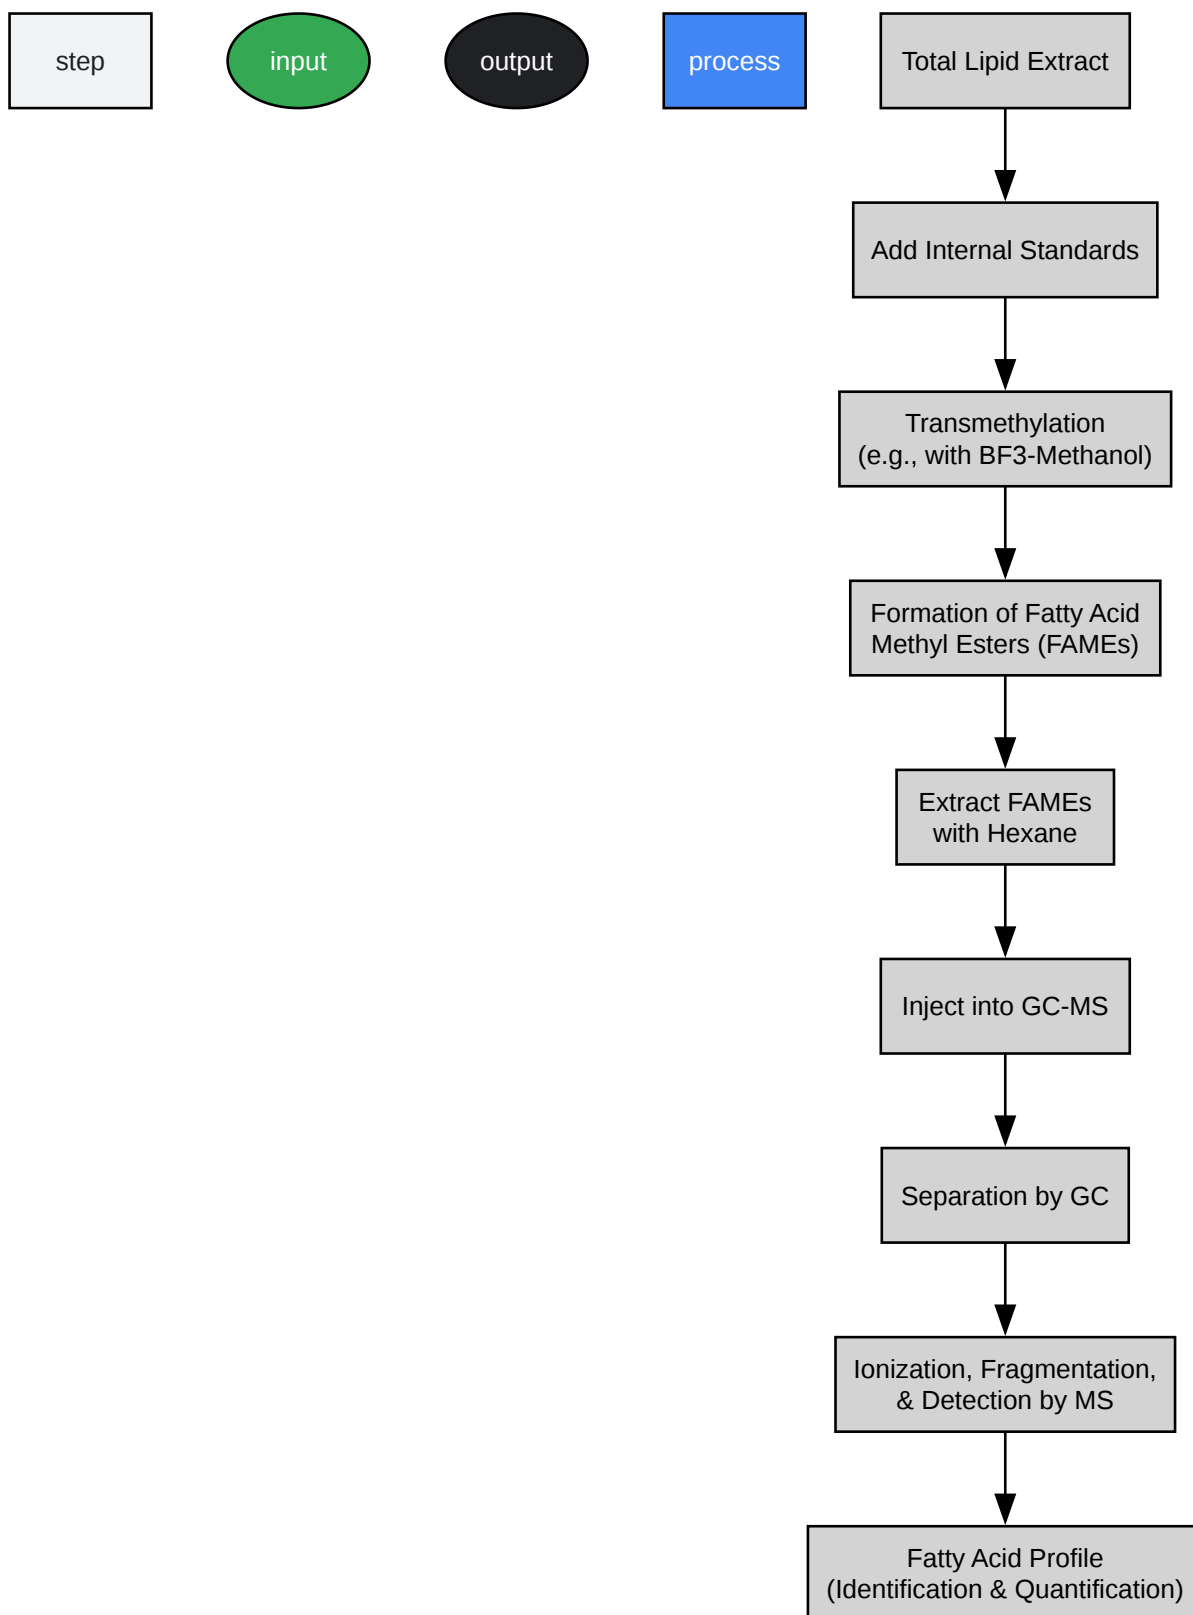 step
input
output
process
Total Lipid Extract
Add Internal Standards
Transmethylation
(e.g., with BF3-Methanol)
Formation of Fatty Acid
Methyl Esters (FAMEs)
Extract FAMEs
with Hexane
Inject into GC-MS
Separation by GC
Ionization, Fragmentation,
& Detection by MS
Fatty Acid Profile
(Identification & Quantification)